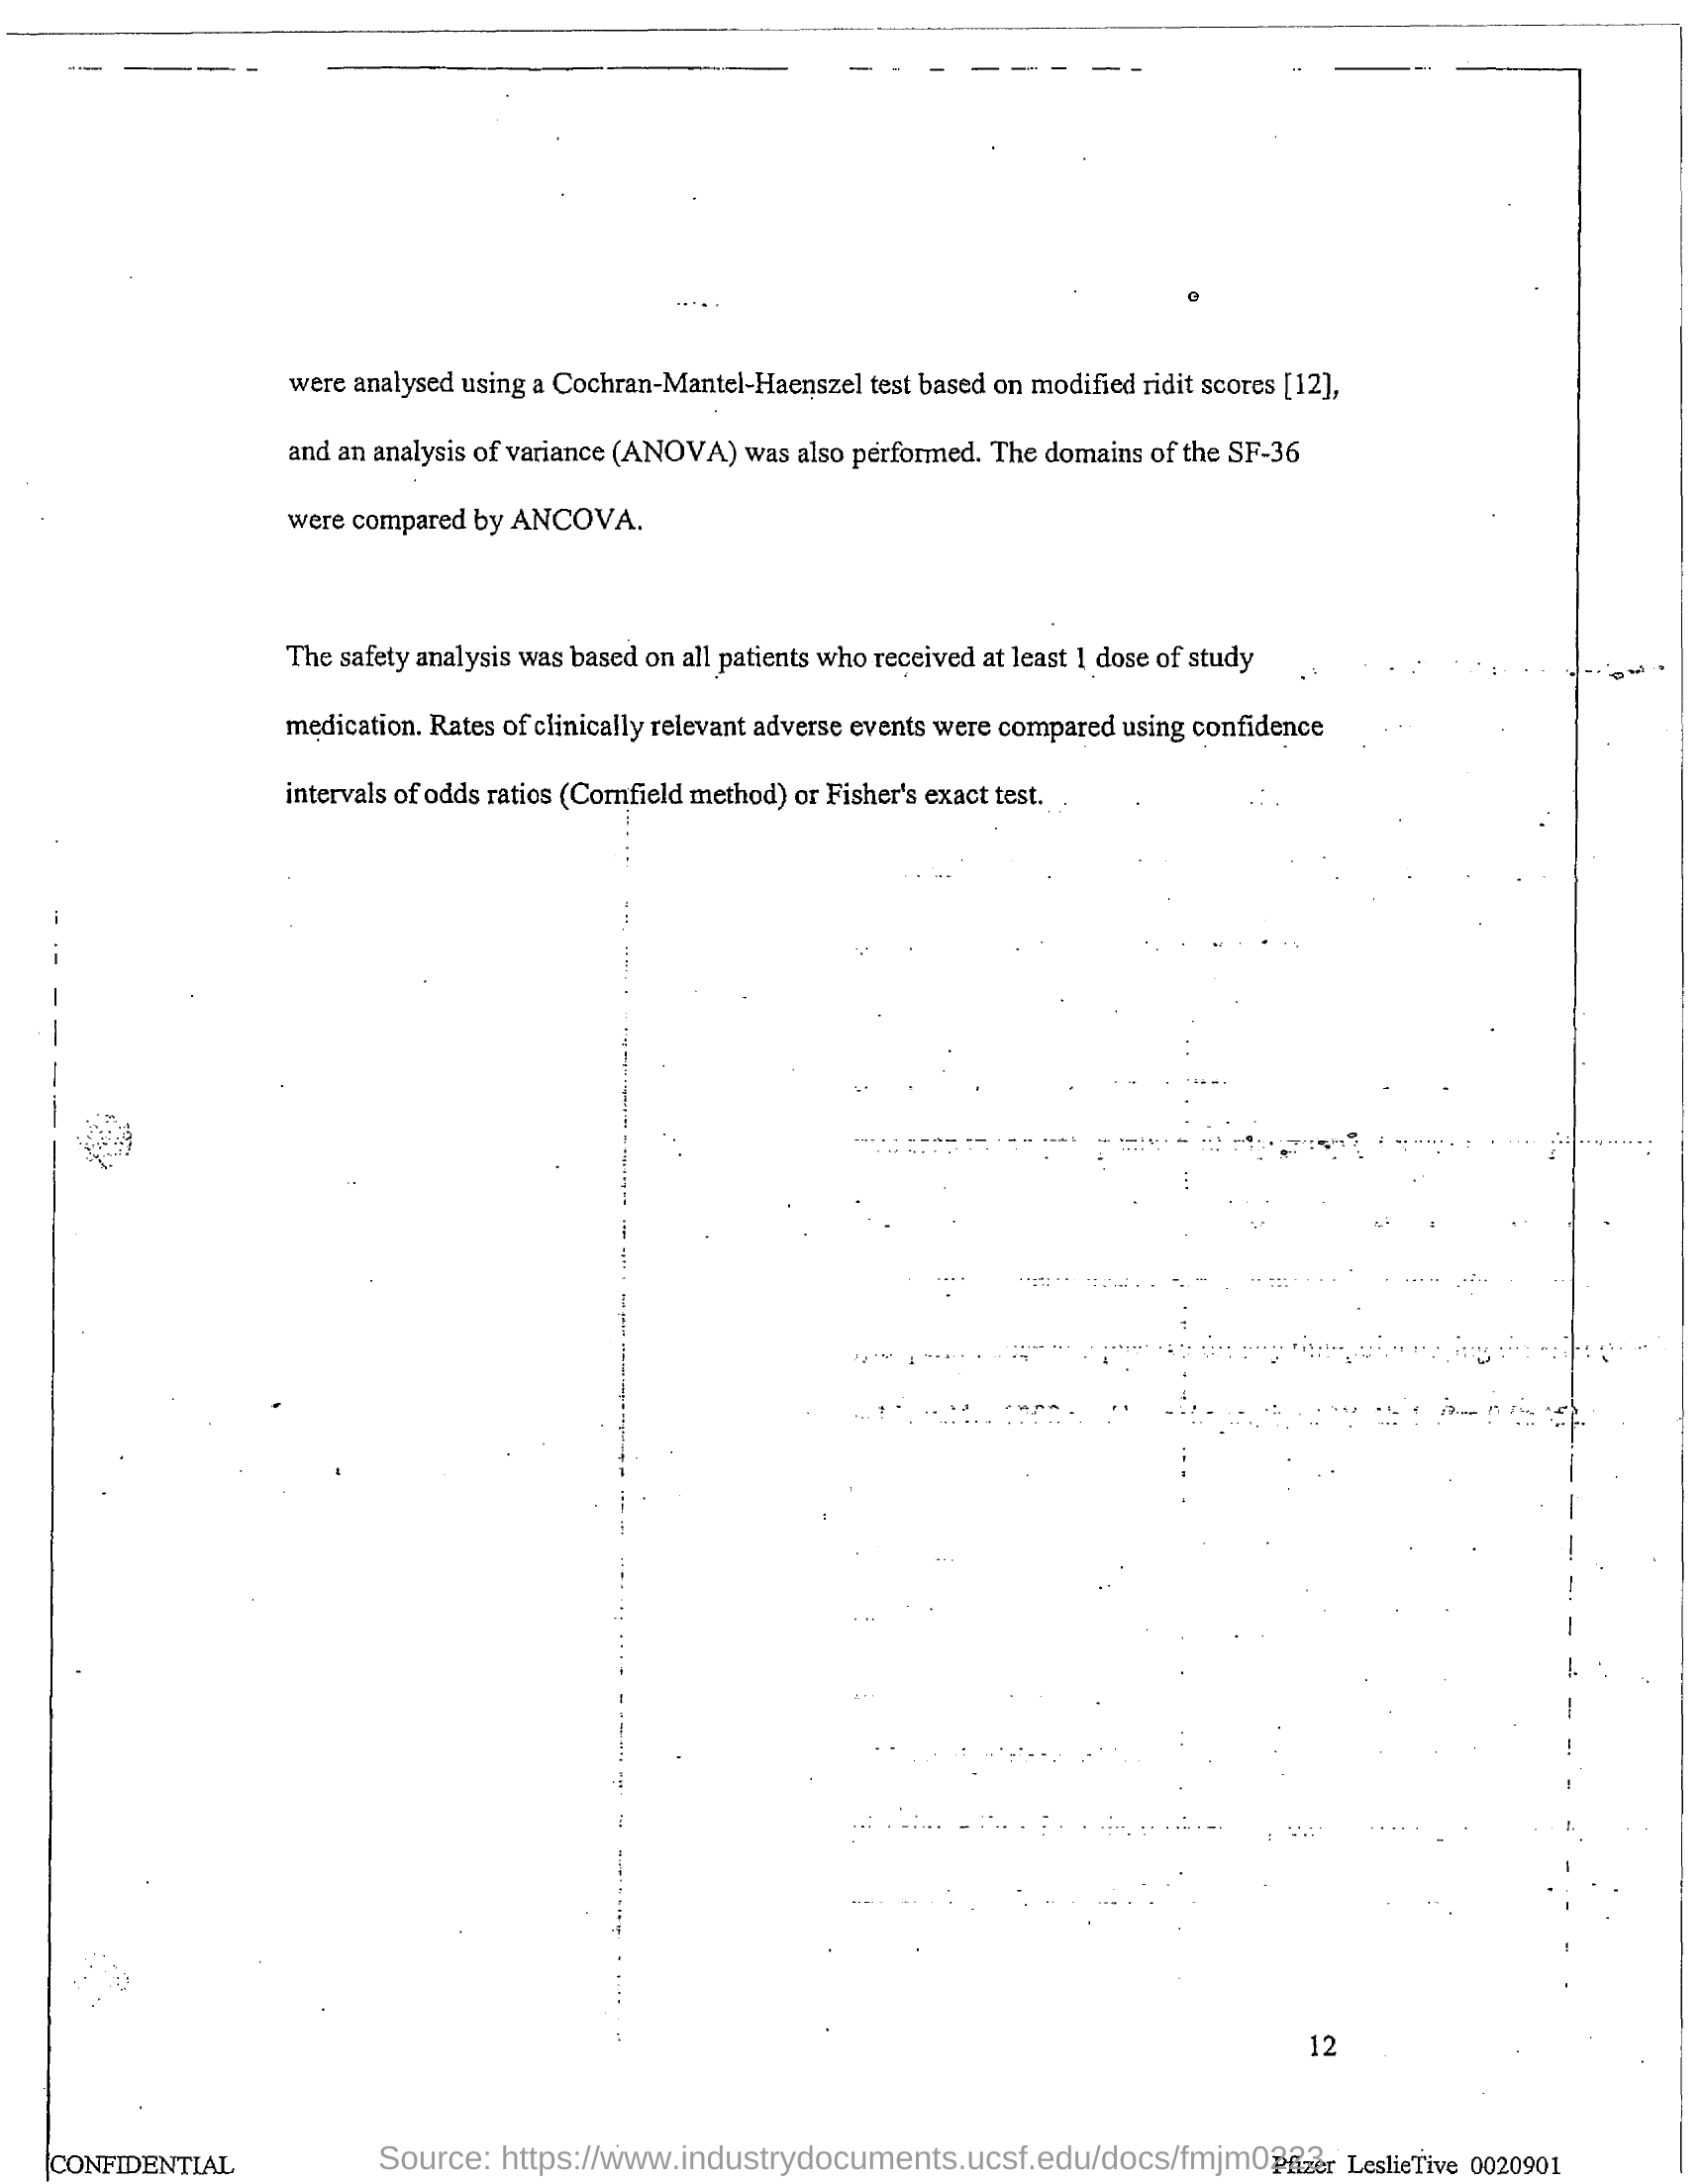 were analysed using a Cochran-Mantel-Haenszel test based on modified ridit scores [12],
and an analysis of variance (ANOVA) was also performed. The domains of the SF-36
were compared by ANCOVA.
The safety analysis was based on all patients who received at least 1 dose of study
medication. Rates of clinically relevant adverse events were compared using confidence
intervals of odds ratios (Cornfield method) or Fisher's exact test.
12
CONFIDENTIAL
Source: https://www.industrydocuments.ucsf.edu/docs/fmjm0223
Pfizer LeslieTive 0020901